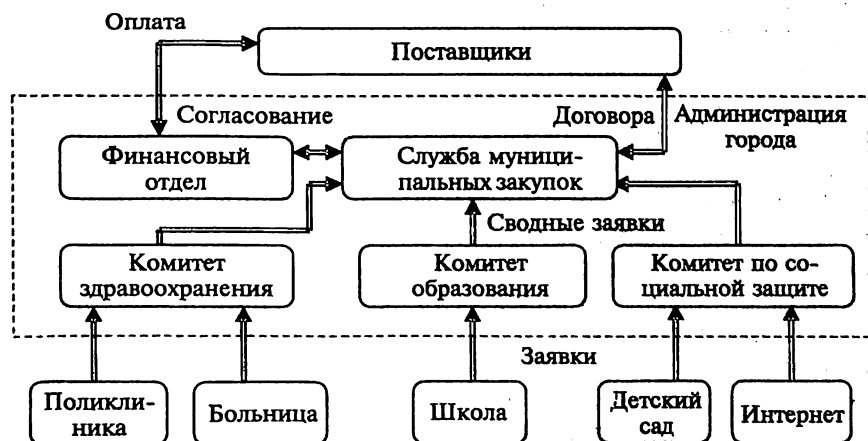 Оплата
Поставщики
Согласование
Договора
Администрация
города
Финансовый
отдел
Служба муници-
пальных закупок
Сводные заявки
Комитет
здравоохранения
Комитет
образования
Комитет по со-
циальной защите
Заявки
Поликли-
ника
Больница
Школа
Детский
сад
Интернет